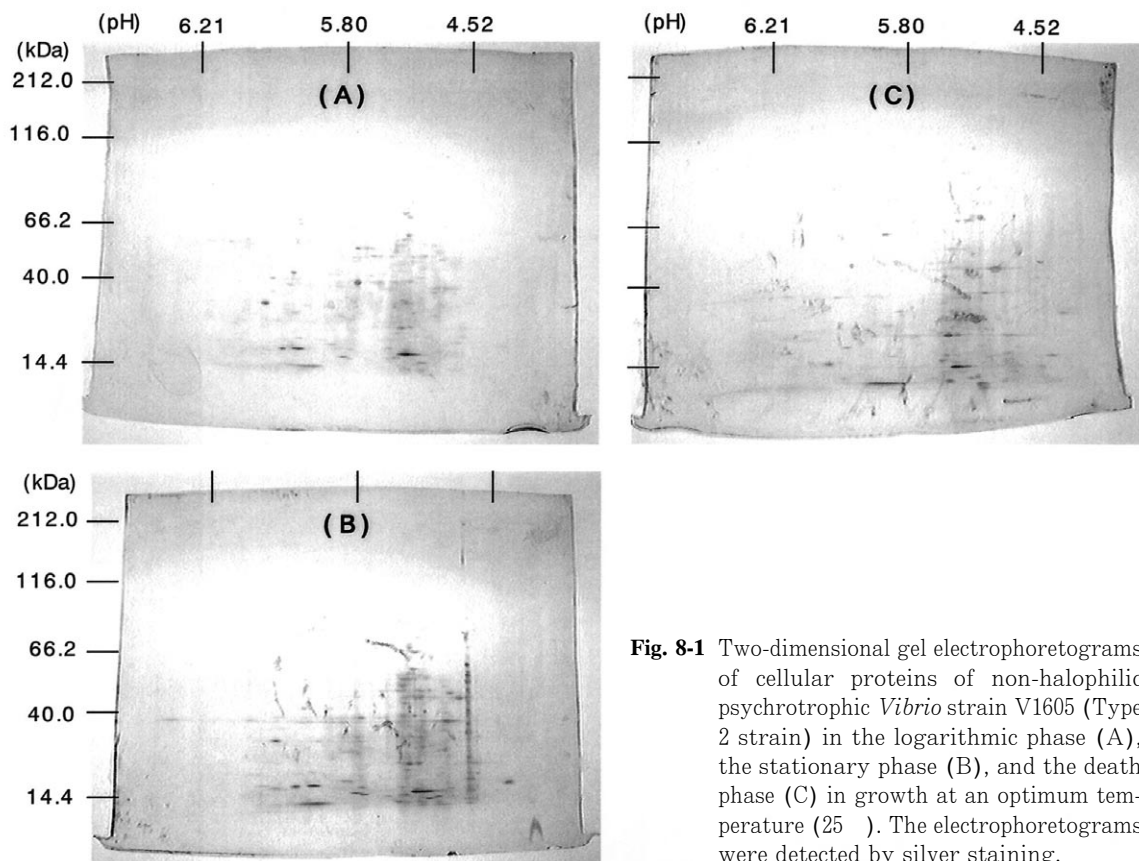 (pH) 6.21 5.80 4.52
(kDa)
212.0
116.0
66.2
40.0
14.4
(A)
(pH) 6.21 5.80 4.52
(C)
(kDa)
212.0
116.0
66.2
40.0
14.4
(B)
Fig. 8-1 Two-dimensional gel electrophoretograms
of cellular proteins of non-halophilic
psychrotrophic Vibrio strain V1605 (Type
2 strain) in the logarithmic phase (A),
the stationary phase (B), and the death
phase (C) in growth at an optimum tem-
perature (25 ). The electrophoretograms
were detected by silver staining.